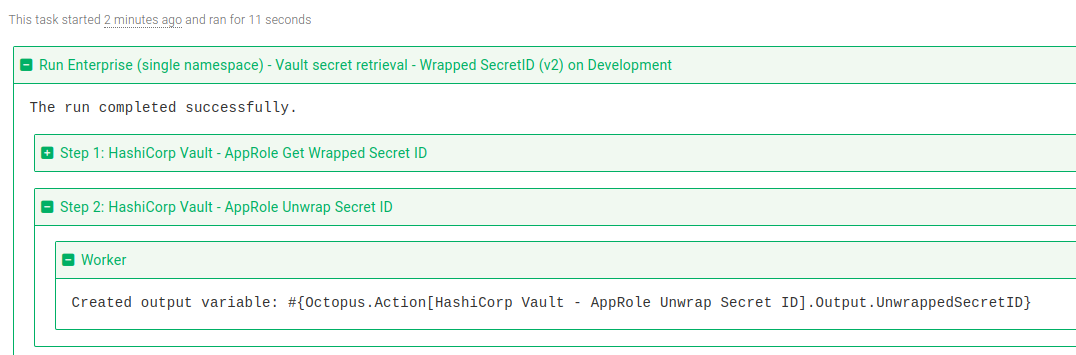 This task started 2 minutes ago and ran for 11 seconds
Run Enterprise (single namespace) - Vault secret retrieval - Wrapped SecretID (v2) on Development
The run completed successfully.
Step 1: HashiCorp Vault - AppRole Get Wrapped Secret ID
Step 2: HashiCorp Vault - AppRole Unwrap Secret ID
Worker
Created output variable: #{Octopus.Action[HashiCorp Vault - AppRole Unwrap Secret ID].Output.UnwrappedSecretID}